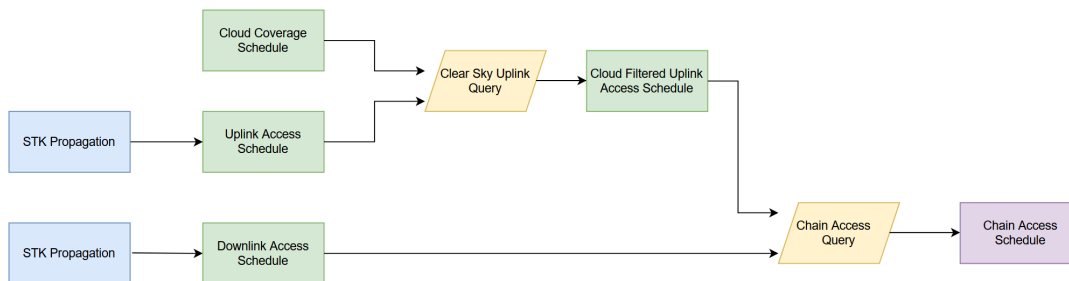 Cloud Coverage
Schedule
Clear Sky Uplink
Query
Cloud Filtered Uplink
Access Schedule
STK Propagation
Uplink Access
Schedule
STK Propagation
Downlink Access
Schedule
Chain Access
Query
Chain Access
Schedule